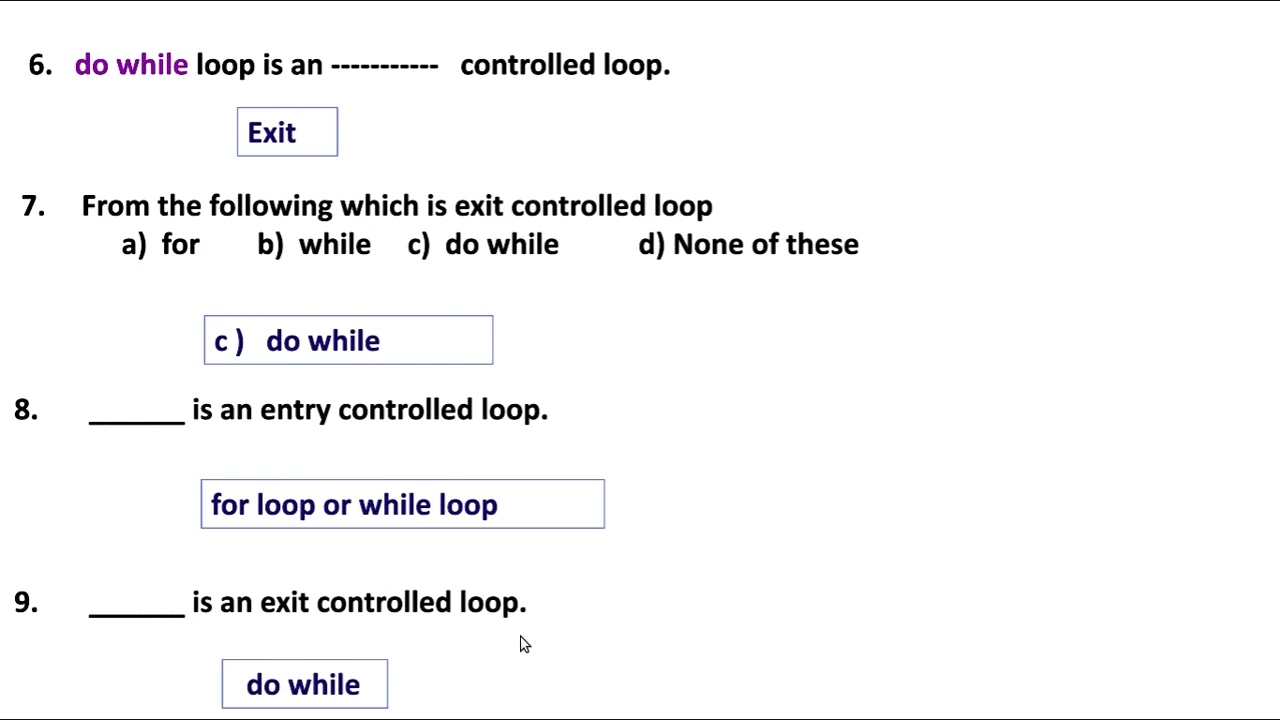 6. do while loop is an ----------- controlled loop.
Exit
7. From the following which is exit controlled loop
a) for b) while c) do while d) None of these
c ) do while
8. ______ is an entry controlled loop.
for loop or while loop
9. ______ is an exit controlled loop.
do while